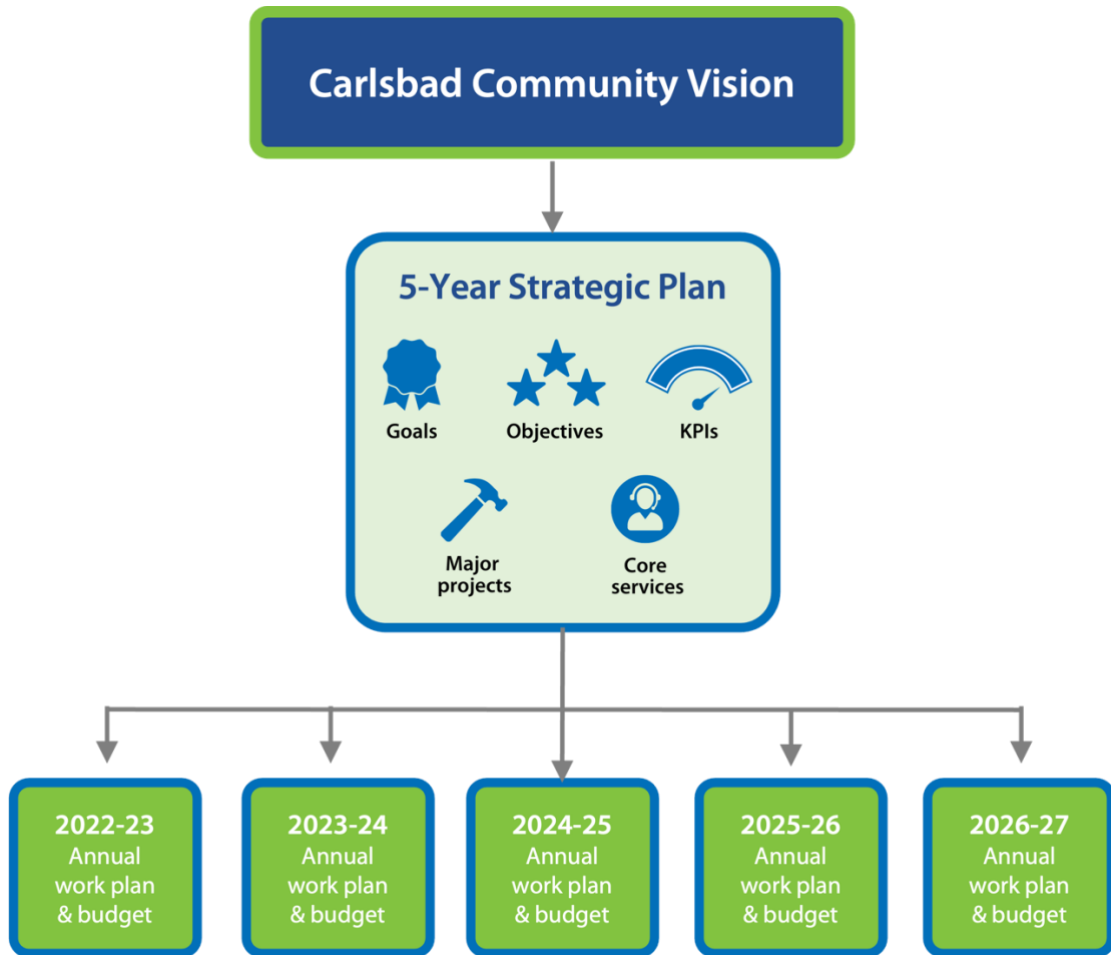 Carlsbad Community Vision
5-Year Strategic Plan
Goals
Objectives
KPIs
Major
projects
Core
services
2022-23
Annual
work plan
& budget
2023-24
Annual
work plan
& budget
2024-25
Annual
work plan
& budget
2025-26
Annual
work plan
& budget
2026-27
Annual
work plan
& budget